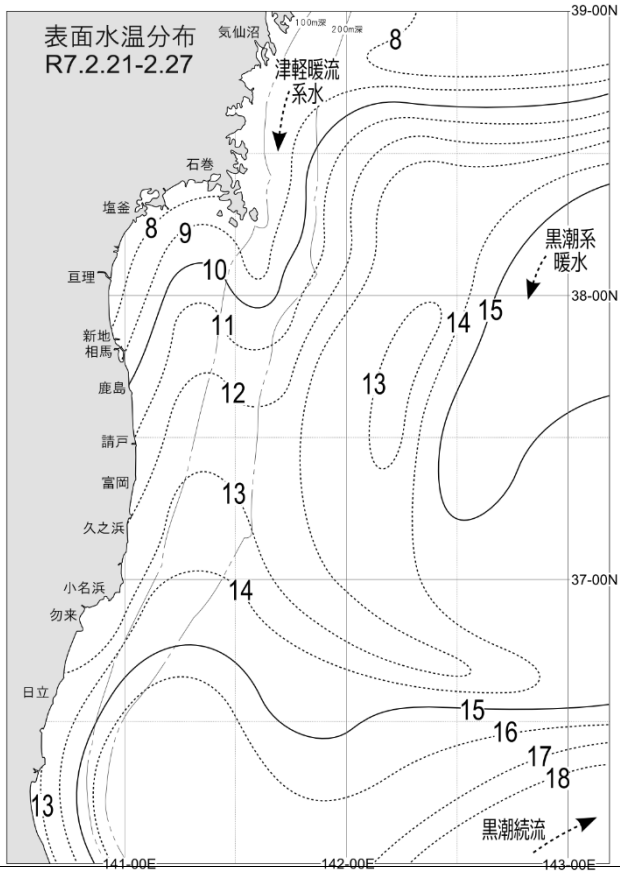 表面水温分布
R7.2.21-2.27
気仙沼
100m深
200m深
39-00N
8
津軽暖流
系水
石巻
塩釜
8
9
黒潮系
暖水
亘理
10
38-00N
15
14
11
新地
相馬
鹿島
13
12
請戸
富岡
13
久之浜
37-00N
小名浜
14
勿来
日立
15
16
17
18
13
黒潮続流
141-00E
142-00E
143-00E